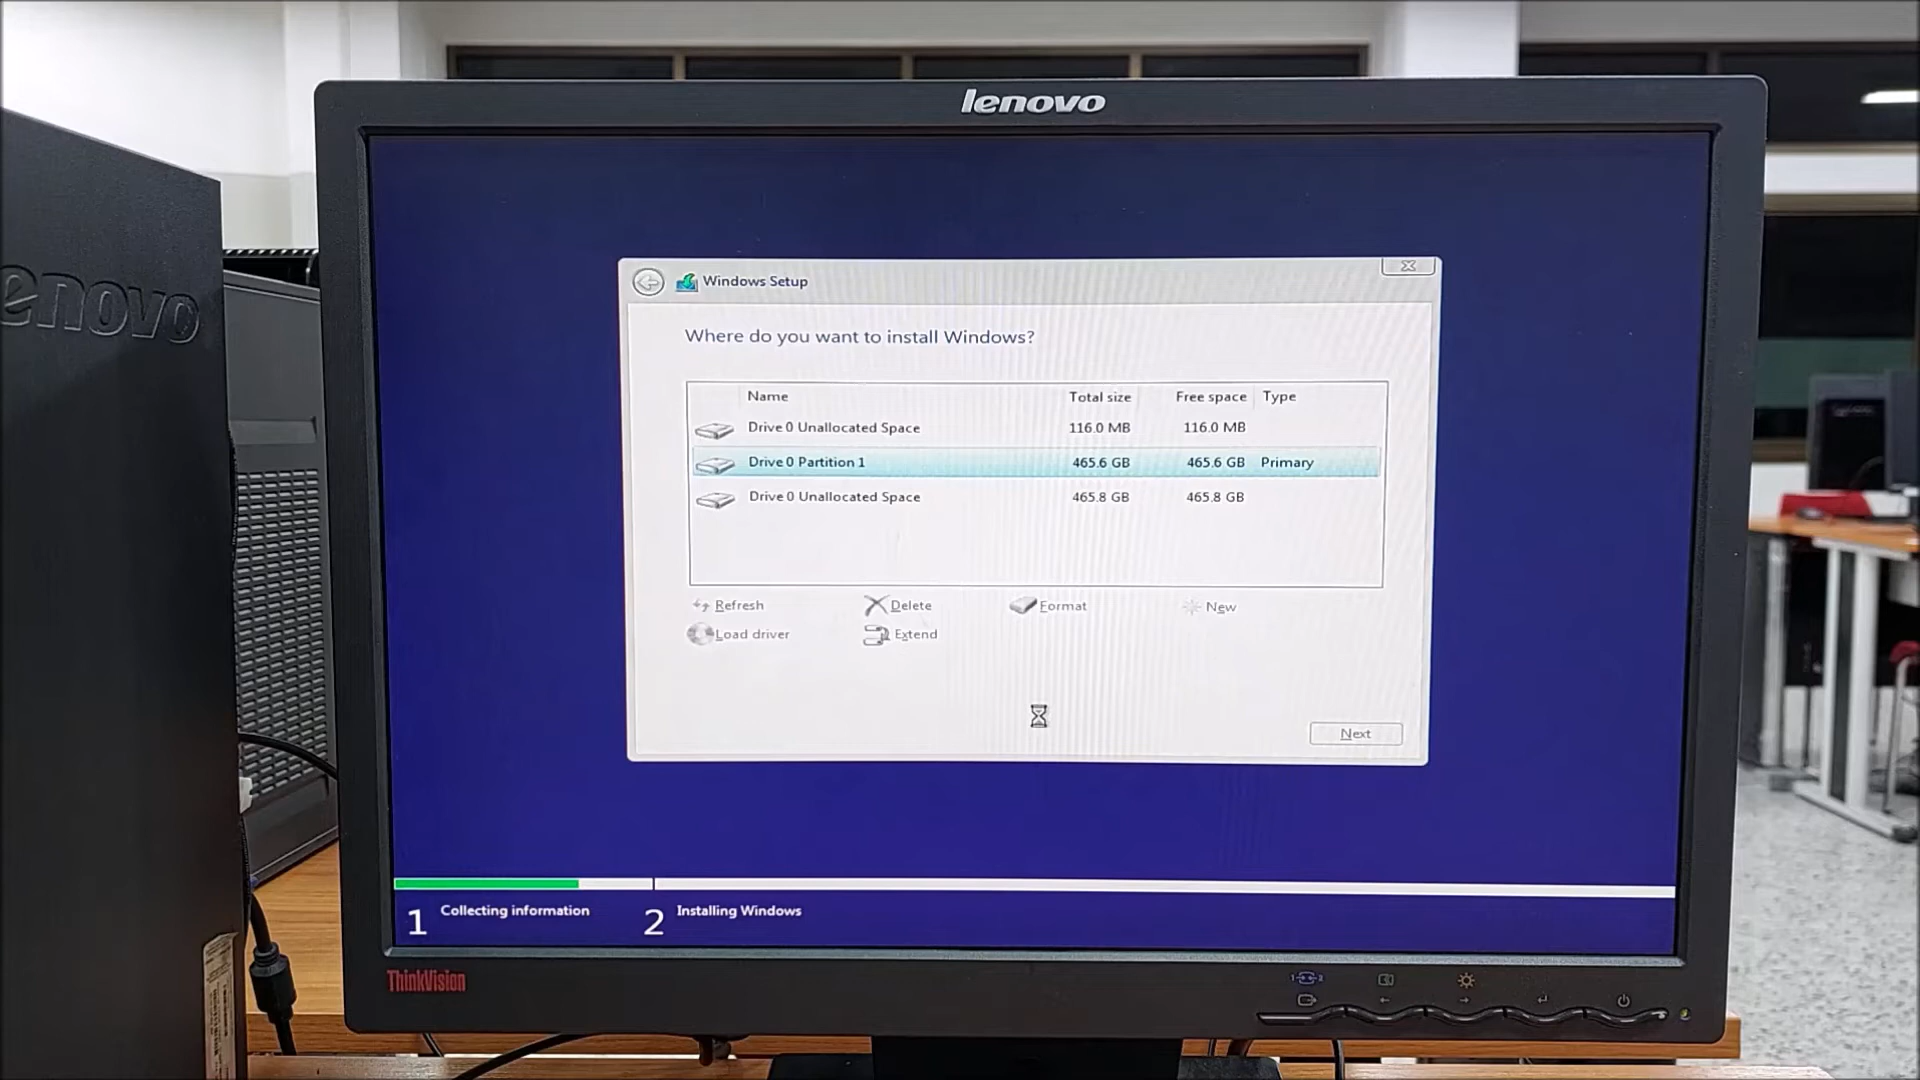 lenovo
lenovo
Windows Setup
Where do you want to install Windows?
Name Total size Free space Type
Drive 0 Unallocated Space 116.0 MB 116.0 MB
Drive 0 Partition 1 465.6 GB 465.6 GB Primary
Drive 0 Unallocated Space 465.8 GB 465.8 GB
Refresh Delete Format New
Load driver Extend
Next
1 Collecting information 2 Installing Windows
ThinkVision